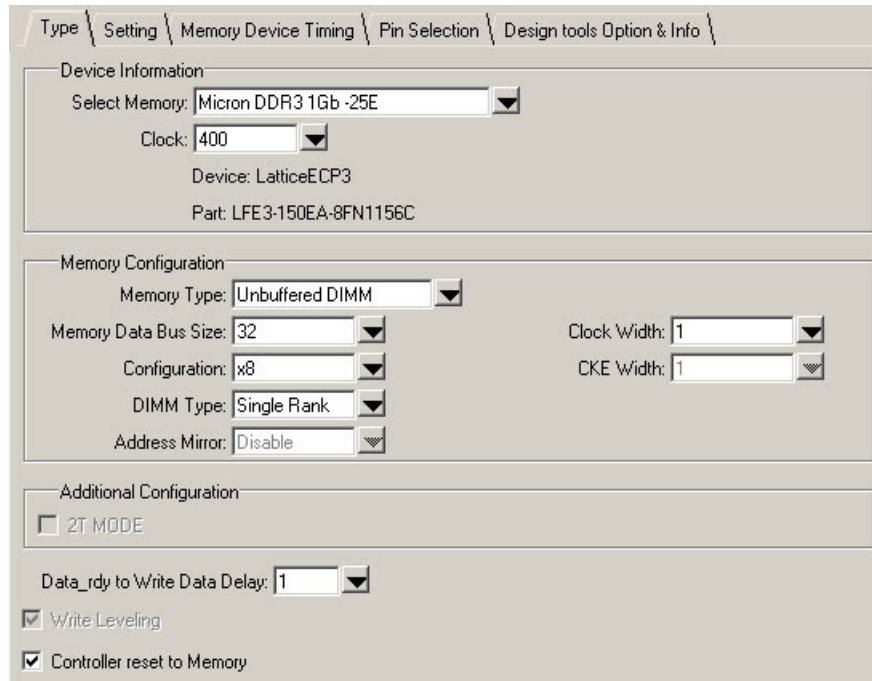 Type Setting Memory Device Timing Pin Selection Design tools Option & Info
Device Information
Select Memory: Micron DDR3 1Gb -25E
Clock: 400
Device: LatticeECP3
Part: LFE3-150EA-8FN1156C
Memory Configuration
Memory Type: Unbuffered DIMM
Memory Data Bus Size: 32 Clock Width: 1
Configuration: x8 CKE Width: 1
DIMM Type: Single Rank
Address Mirror: Disable
Additional Configuration
2T MODE
Data_rdy to Write Data Delay: 1
Write Leveling
Controller reset to Memory